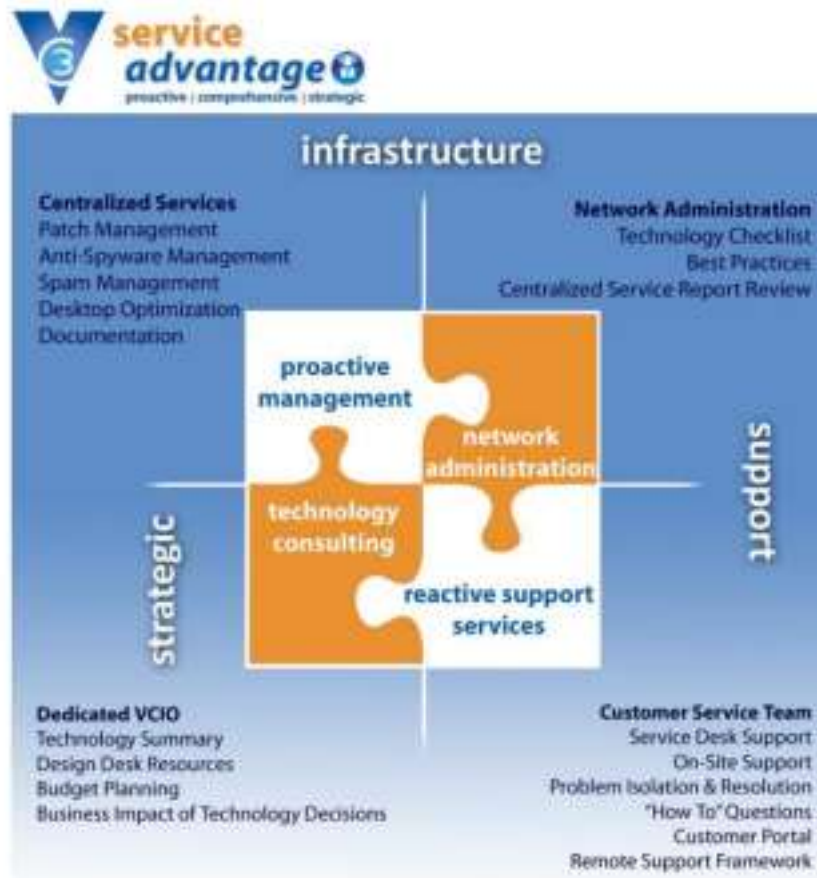 VC3
service
advantage
proactive | comprehensive | strategic
infrastructure
Centralized Services
Patch Management
Anti-Spyware Management
Spam Management
Desktop Optimization
Documentation
Network Administration
Technology Checklist
Best Practices
Centralized Service Report Review
proactive
management
network
administration
technology
consulting
reactive support
services
strategic
support
Dedicated VCIO
Technology Summary
Design Desk Resources
Budget Planning
Business Impact of Technology Decisions
Customer Service Team
Service Desk Support
On-Site Support
Problem Isolation & Resolution
"How To" Questions
Customer Portal
Remote Support Framework